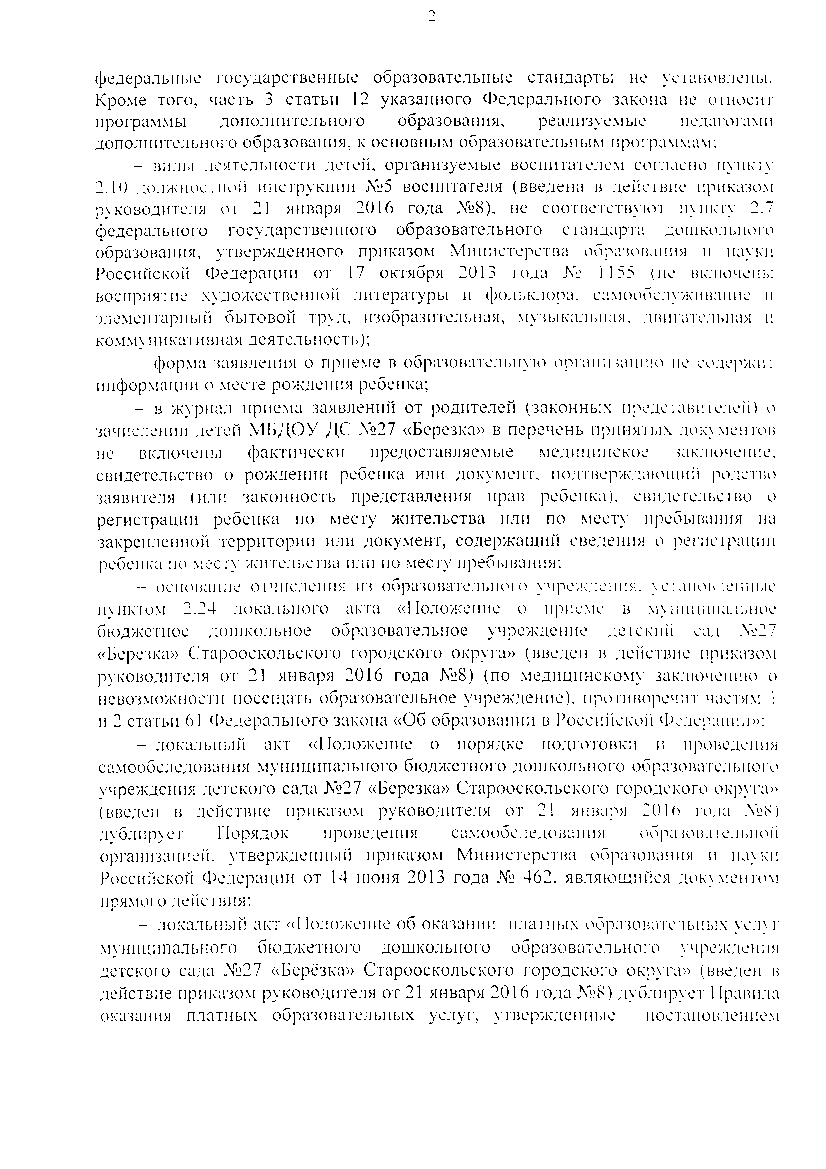 2
федеральные государственные образовательные стандарты не установлены.
Кроме того, часть 3 статьи 12 указанного Федерального закона не относит
программы дополнительного образования, реализуемые педагогами
дополнительного образования, к основным образовательным программам;
– виды деятельности детей, организуемые воспитателем согласно пункту
2.10 должностной инструкции №5 воспитателя (введена в действие приказом
руководителя от 21 января 2016 года №8), не соответствуют пункту 2.7
федерального государственного образовательного стандарта дошкольного
образования, утвержденного приказом Министерства образования и науки
Российской Федерации от 17 октября 2013 года № 1155 (не включены
восприятие художественной литературы и фольклора, самообслуживание и
элементарный бытовой труд, изобразительная, музыкальная, двигательная и
коммуникативная деятельность);
форма заявления о приеме в образовательную организацию не содержит
информации о месте рождения ребенка;
– в журнал приема заявлений от родителей (законных представителей) о
зачислении детей МБДОУ ДС №27 «Березка» в перечень принятых документов
не включены фактически предоставляемые медицинское заключение,
свидетельство о рождении ребенка или документ, подтверждающий родство
заявителя (или законность представления прав ребенка), свидетельство о
регистрации ребенка по месту жительства или по месту пребывания на
закрепленной территории или документ, содержащий сведения о регистрации
ребенка по месту жительства или по месту пребывания;
– основание отчисления из образовательного учреждения, установленные
пунктом 2.24 локального акта «Положение о приеме в муниципальное
бюджетное дошкольное образовательное учреждение детский сад №27
«Березка» Старооскольского городского округа» (введен в действие приказом
руководителя от 21 января 2016 года №8) (по медицинскому заключению о
невозможности посещать образовательное учреждение), противоречит частям 1
и 2 статьи 61 Федерального закона «Об образовании в Российской Федерации»;
– локальный акт «Положение о порядке подготовки и проведения
самообследования муниципального бюджетного дошкольного образовательного
учреждения детского сада №27 «Березка» Старооскольского городского округа»
(введен в действие приказом руководителя от 21 января 2016 года №8)
дублирует Порядок проведения самообследования образовательной
организацией, утвержденный приказом Министерства образования и науки
Российской Федерации от 14 июня 2013 года № 462, являющийся документом
прямого действия;
– локальный акт «Положение об оказании платных образовательных услуг
муниципального бюджетного дошкольного образовательного учреждения
детского сада №27 «Берёзка» Старооскольского городского округа» (введен в
действие приказом руководителя от 21 января 2016 года №8) дублирует Правила
оказания платных образовательных услуг, утвержденные постановлением